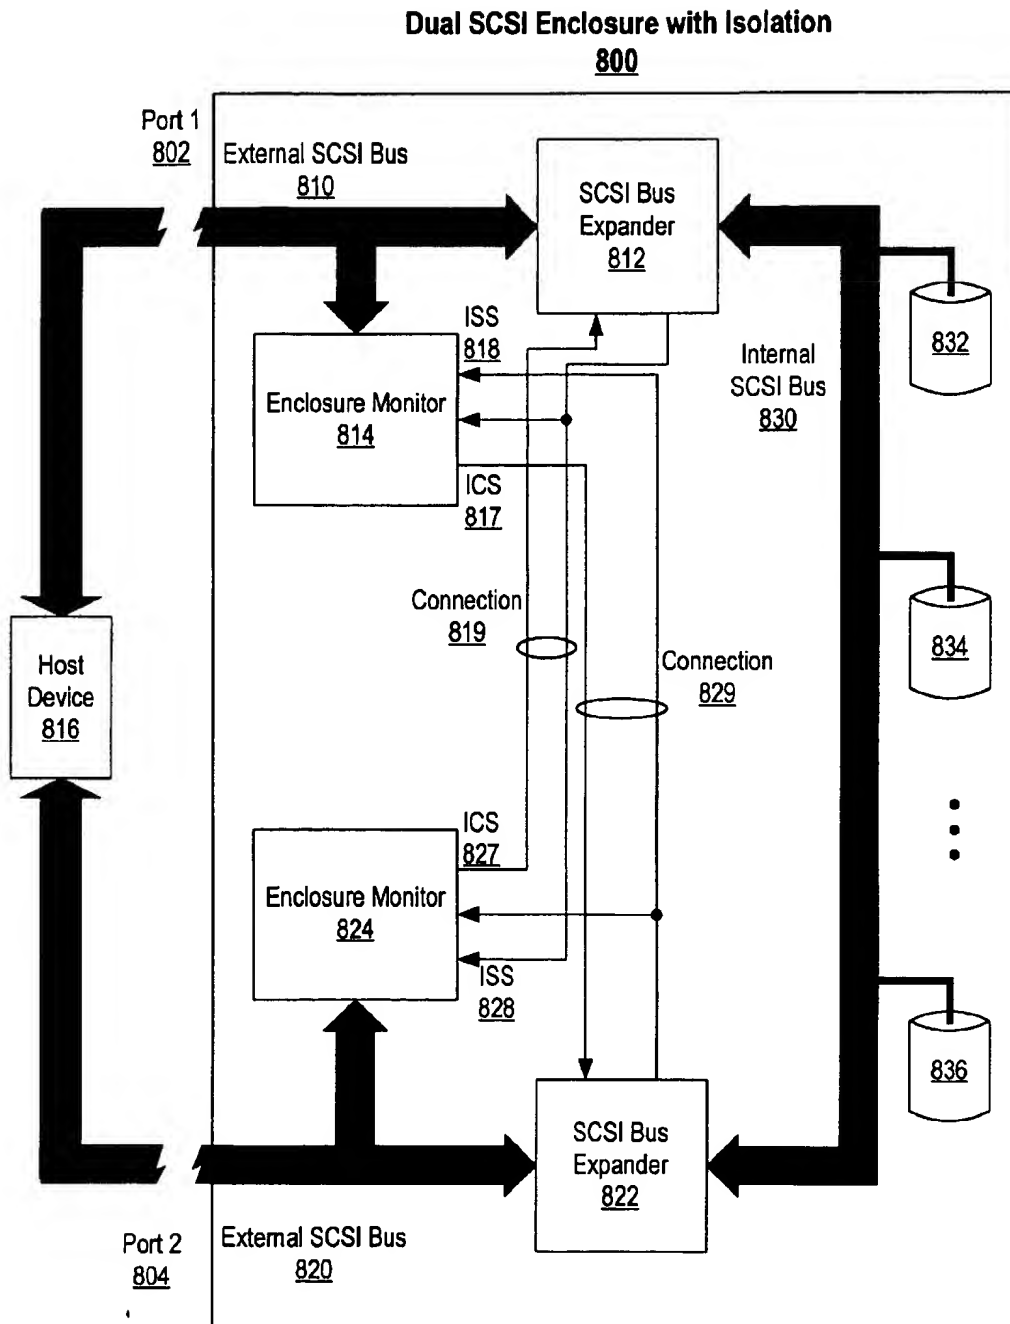 Dual SCSI Enclosure with Isolation
800
Port 1
802
External SCSI Bus
810
SCSI Bus
Expander
812
ISS
818
Enclosure Monitor
814
ICS
817
Internal
SCSI Bus
830
832
Connection
819
834
Host
Device
816
Connection
829
ICS
827
Enclosure Monitor
824
ISS
828
836
SCSI Bus
Expander
822
Port 2
804
External SCSI Bus
820